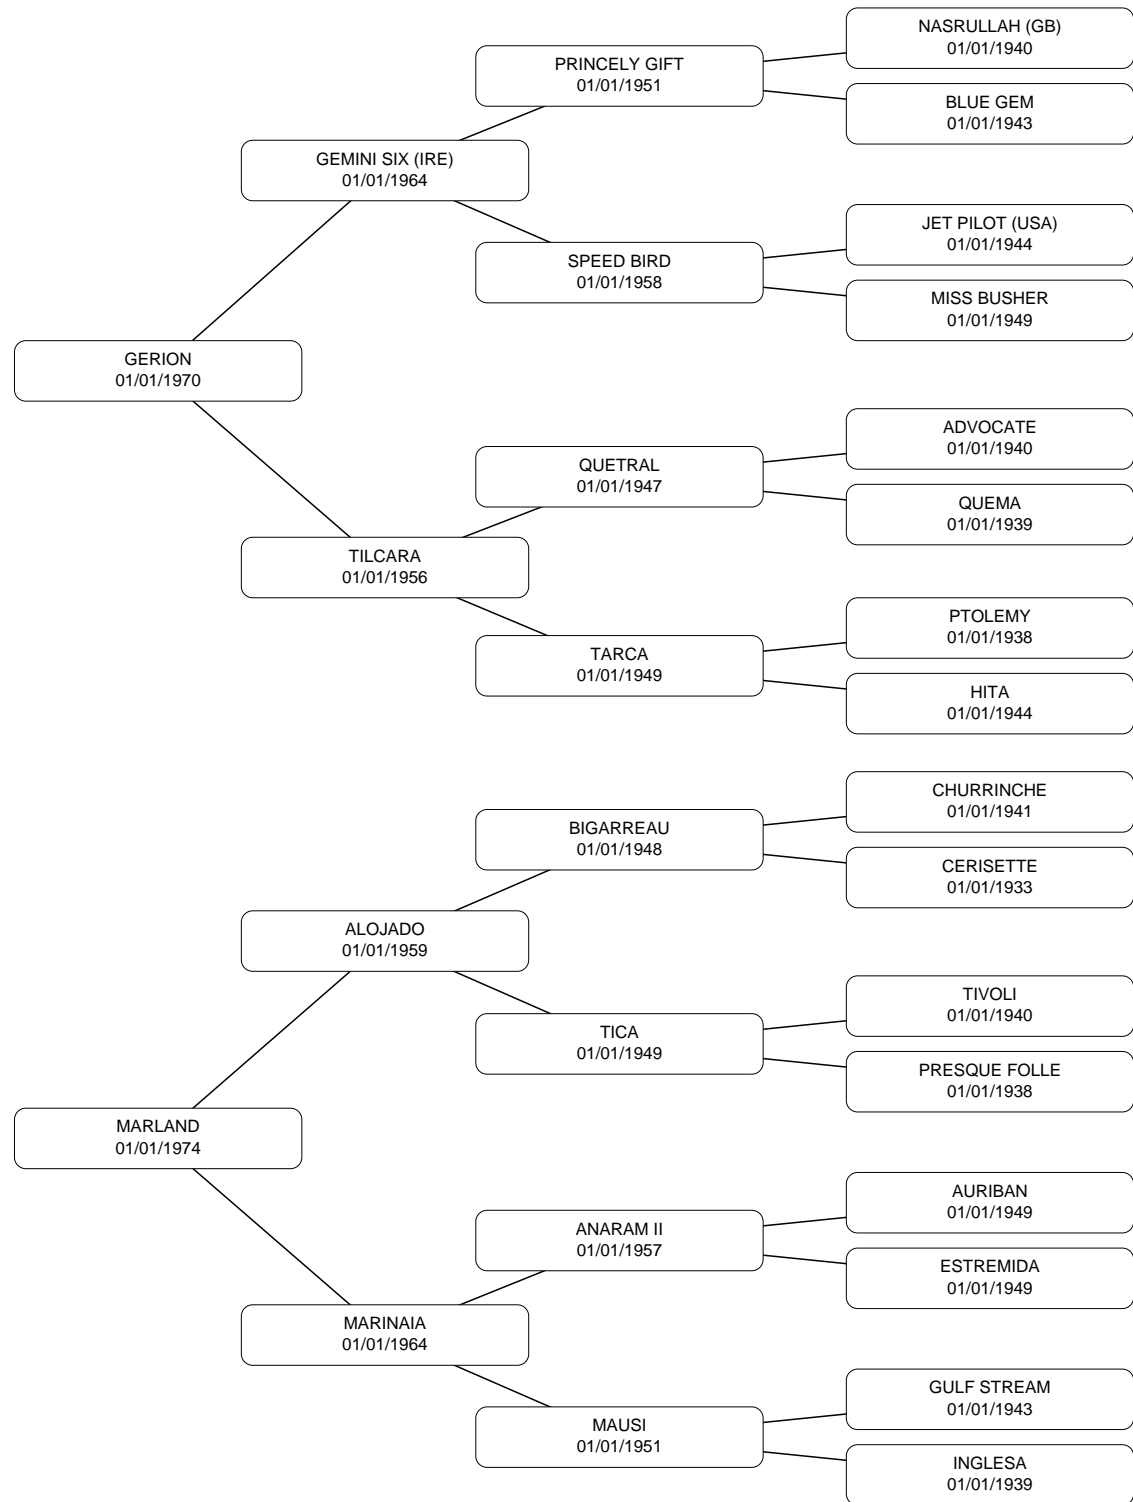 NASRULLAH (GB)
01/01/1940
PRINCELY GIFT
01/01/1951
BLUE GEM
01/01/1943
GEMINI SIX (IRE)
01/01/1964
JET PILOT (USA)
01/01/1944
SPEED BIRD
01/01/1958
MISS BUSHER
01/01/1949
GERION
01/01/1970
ADVOCATE
01/01/1940
QUETRAL
01/01/1947
QUEMA
01/01/1939
TILCARA
01/01/1956
PTOLEMY
01/01/1938
TARCA
01/01/1949
HITA
01/01/1944
CHURRINCHE
01/01/1941
BIGARREAU
01/01/1948
CERISETTE
01/01/1933
ALOJADO
01/01/1959
TIVOLI
01/01/1940
TICA
01/01/1949
PRESQUE FOLLE
01/01/1938
MARLAND
01/01/1974
AURIBAN
01/01/1949
ANARAM II
01/01/1957
ESTREMIDA
01/01/1949
MARINAIA
01/01/1964
GULF STREAM
01/01/1943
MAUSI
01/01/1951
INGLESA
01/01/1939